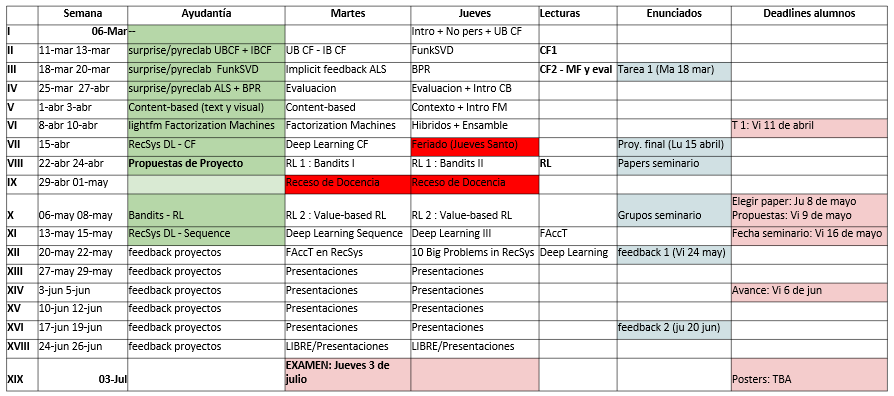 Semana Ayudantía Martes Jueves Lecturas Enunciados Deadlines alumnos
I 06-Mar -- Intro + No pers + UB CF
II 11-mar 13-mar surprise/pyreclab UBCF + IBCF UB CF - IB CF FunkSVD CF1
III 18-mar 20-mar surprise/pyreclab FunkSVD Implicit feedback ALS BPR CF2 - MF y eval Tarea 1 (Ma 18 mar)
IV 25-mar 27-abr surprise/pyreclab ALS + BPR Evaluacion Evaluacion + Intro CB
V 1-abr 3-abr Content-based (text y visual) Content-based Contexto + Intro FM
VI 8-abr 10-abr lightfm Factorization Machines Factorization Machines Hibridos + Ensamble T 1: Vi 11 de abril
VII 15-abr RecSys DL - CF Deep Learning CF Feriado (Jueves Santo) Proy. final (Lu 15 abril)
VIII 22-abr 24-abr Propuestas de Proyecto RL 1 : Bandits I RL 1 : Bandits II RL Papers seminario
IX 29-abr 01-may Receso de Docencia Receso de Docencia
Elegir paper: Ju 8 de mayo
X 06-may 08-may Bandits - RL RL 2 : Value-based RL RL 2 : Value-based RL Grupos seminario Propuestas: Vi 9 de mayo
XI 13-may 15-may RecSys DL - Sequence Deep Learning Sequence Deep Learning III FAccT Fecha seminario: Vi 16 de mayo
XII 20-may 22-may feedback proyectos FAccT en RecSys 10 Big Problems in RecSys Deep Learning feedback 1 (Vi 24 may)
XIII 27-may 29-may feedback proyectos Presentaciones Presentaciones
XIV 3-jun 5-jun feedback proyectos Presentaciones Presentaciones Avance: Vi 6 de jun
XV 10-jun 12-jun feedback proyectos Presentaciones Presentaciones
XVI 17-jun 19-jun feedback proyectos Presentaciones Presentaciones feedback 2 (ju 20 jun)
XVIII 24-jun 26-jun feedback proyectos LIBRE/Presentaciones LIBRE/Presentaciones
EXAMEN: Jueves 3 de
XIX 03-Jul julio Posters: TBA